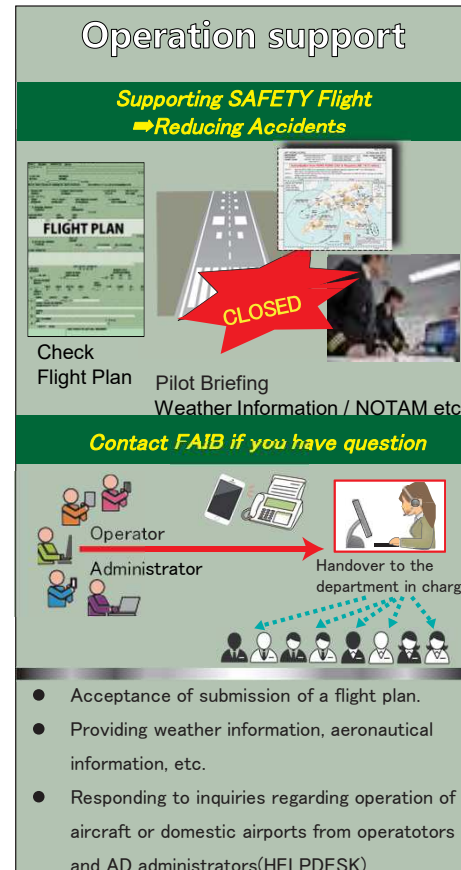 Operation support
Supporting SAFETY Flight
➡Reducing Accidents
FLIGHT PLAN
CLOSED
Check
Flight Plan
Pilot Briefing
Weather Information / NOTAM etc
Contact FAIB if you have question
Operator
Administrator
Handover to the
department in charg
● Acceptance of submission of a flight plan.
● Providing weather information, aeronautical
information, etc.
● Responding to inquiries regarding operation of
aircraft or domestic airports from operatotors
and AD administrators(HELPDESK)